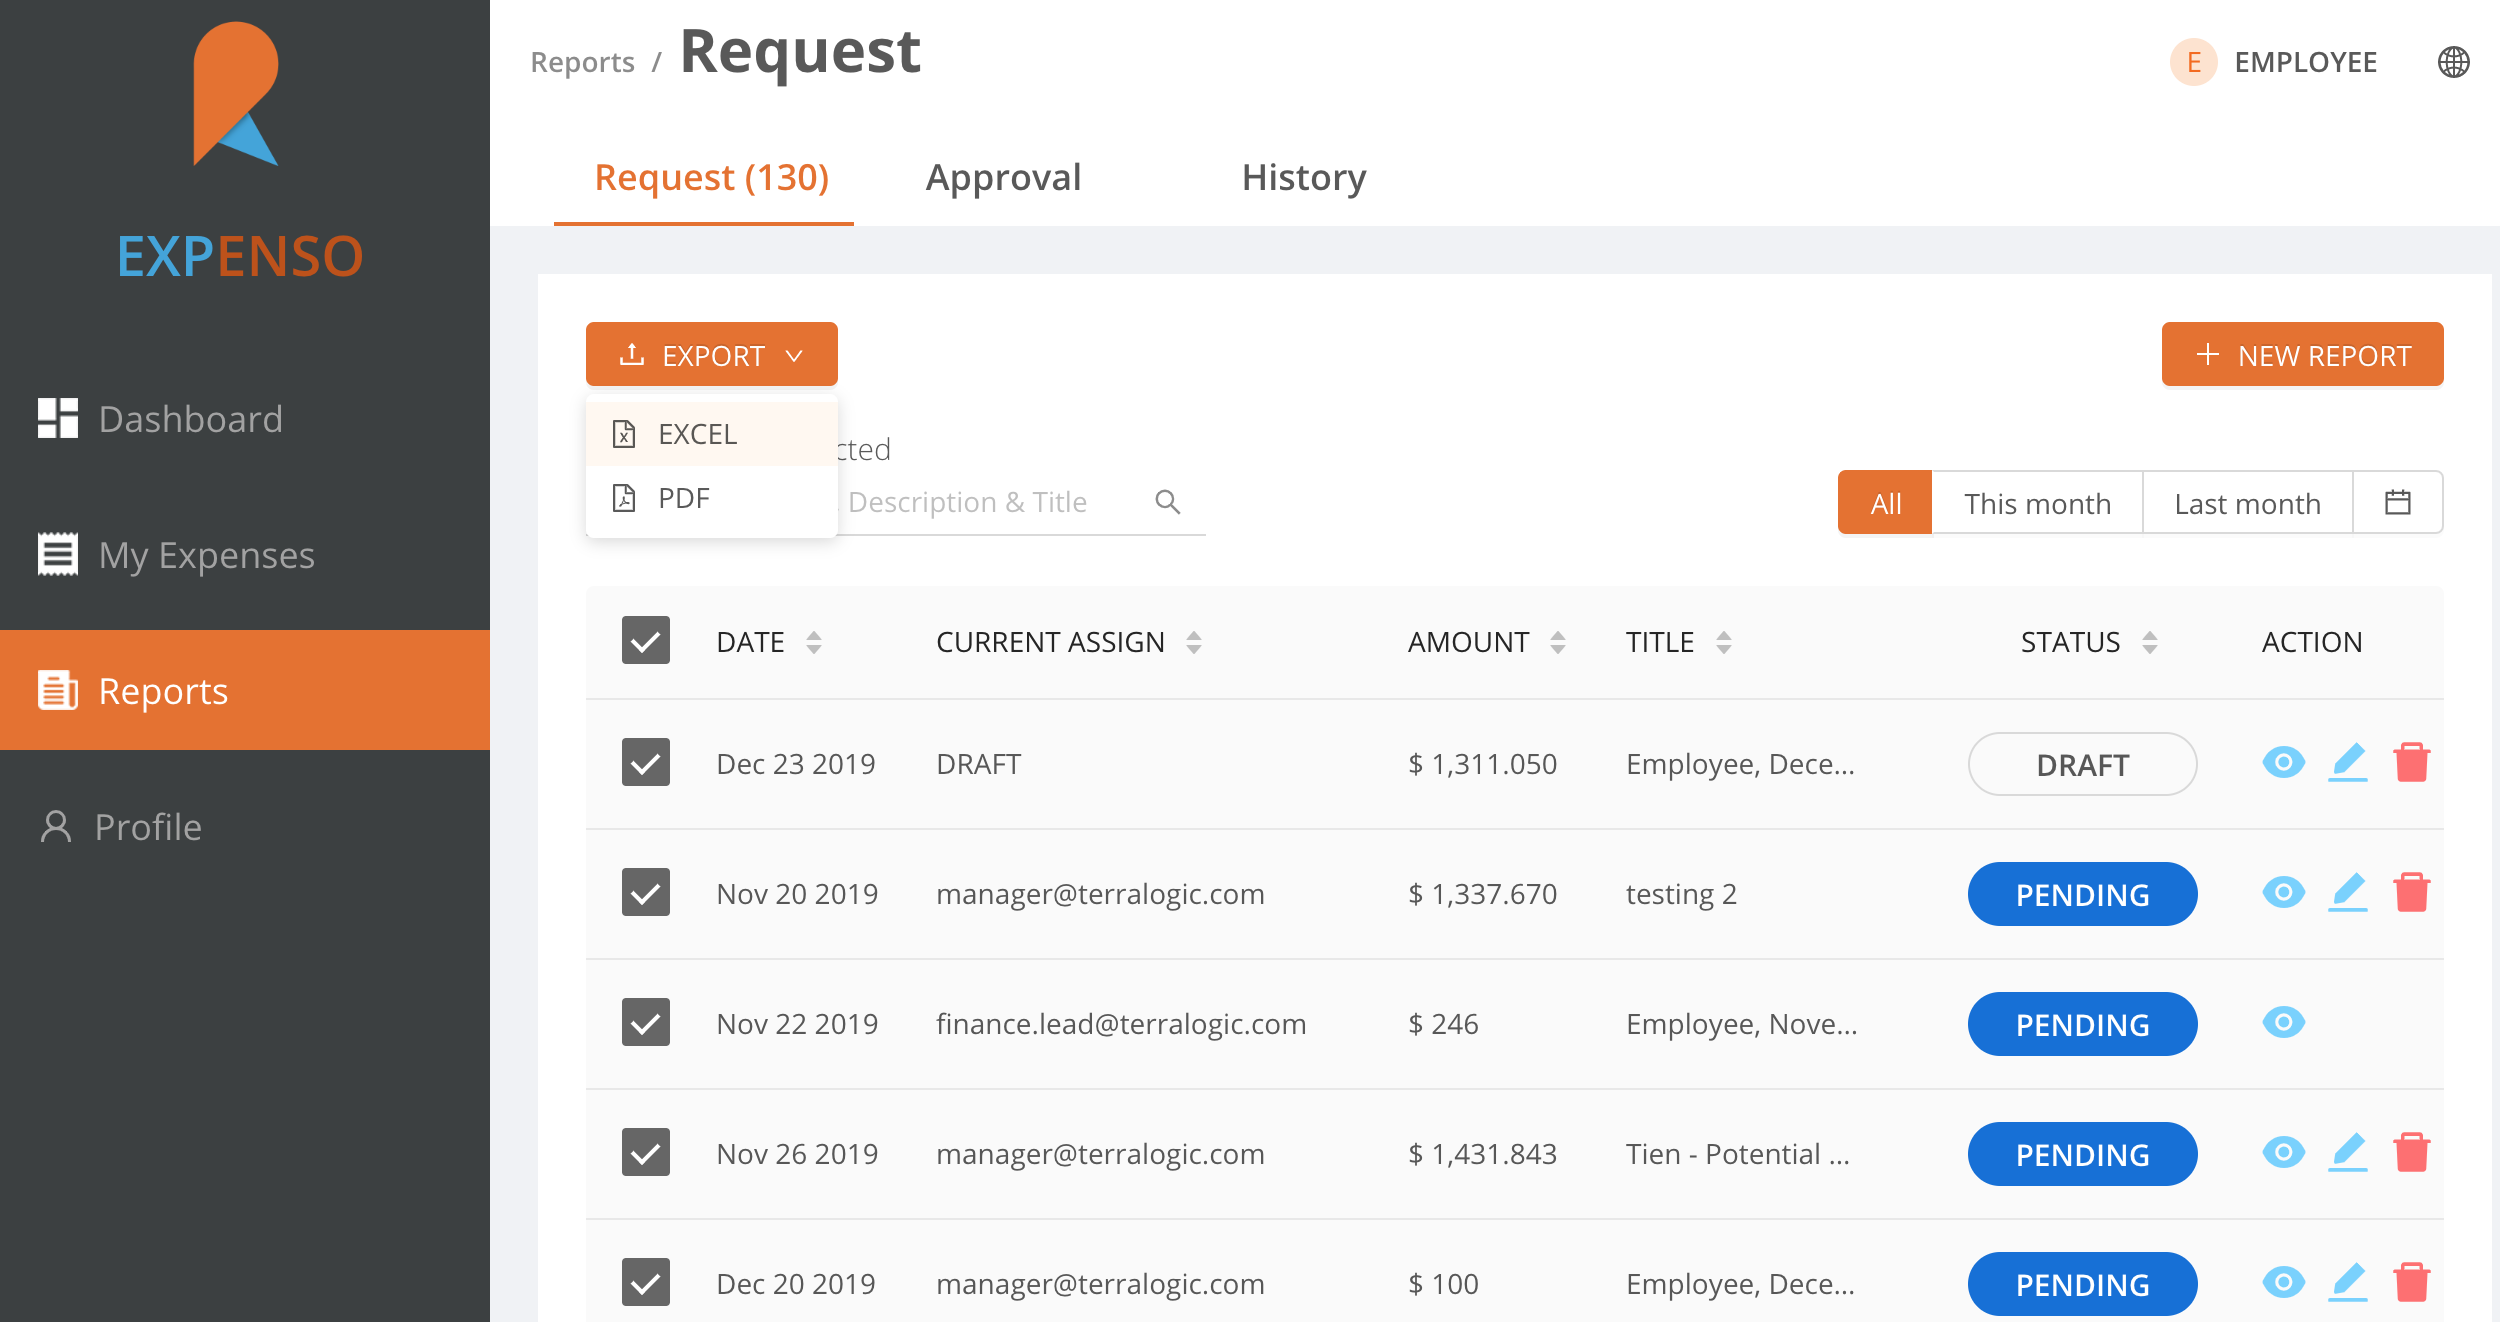 EXPENSO
Dashboard
My Expenses
Reports
Profile
Reports / Request
E EMPLOYEE
Request (130) Approval History
EXPORT
NEW REPORT
EXCEL
PDF
cted
Description & Title
All This month Last month
DATE CURRENT ASSIGN AMOUNT TITLE STATUS ACTION
Dec 23 2019 DRAFT $ 1,311.050 Employee, Dece... DRAFT
Nov 20 2019 manager@terralogic.com $ 1,337.670 testing 2 PENDING
Nov 22 2019 finance.lead@terralogic.com $ 246 Employee, Nove... PENDING
Nov 26 2019 manager@terralogic.com $ 1,431.843 Tien - Potential ... PENDING
Dec 20 2019 manager@terralogic.com $ 100 Employee, Dece... PENDING